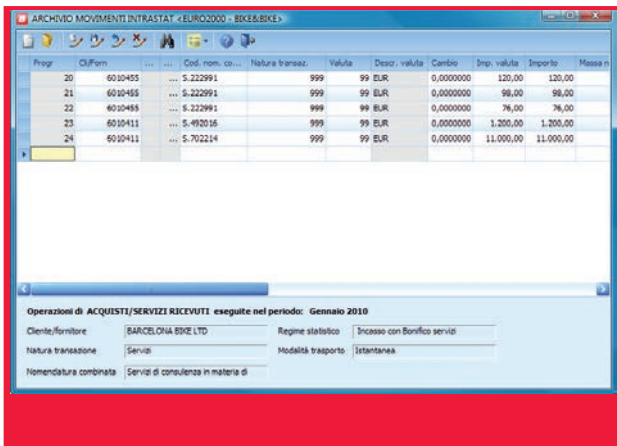 ARCHIVIO MOVIMENTI INTRASTAT <EURO2000 - BIKE&BIKE>
Progr Cli/Forn ... ... Cod. nom. co... Natura transaz. Valuta Descr. valuta Cambio Imp. valuta Importo Massa n
20 6010455 ... S.222991 999 99 EUR 0,0000000 120,00 120,00
21 6010455 ... S.222991 999 99 EUR 0,0000000 98,00 98,00
22 6010455 ... S.222991 999 99 EUR 0,0000000 76,00 76,00
23 6010411 ... S.492016 999 99 EUR 0,0000000 1.200,00 1.200,00
24 6010411 ... S.702214 999 99 EUR 0,0000000 11.000,00 11.000,00
Operazioni di ACQUISTI/SERVIZI RICEVUTI eseguite nel periodo: Gennaio 2010
Cliente/fornitore BARCELONA BIKE LTD Regime statistico Incasso con Bonifico servizi
Natura transazione Servizi Modalità trasporto Istantanea
Nomenclatura combinata Servizi di consulenza in materia di